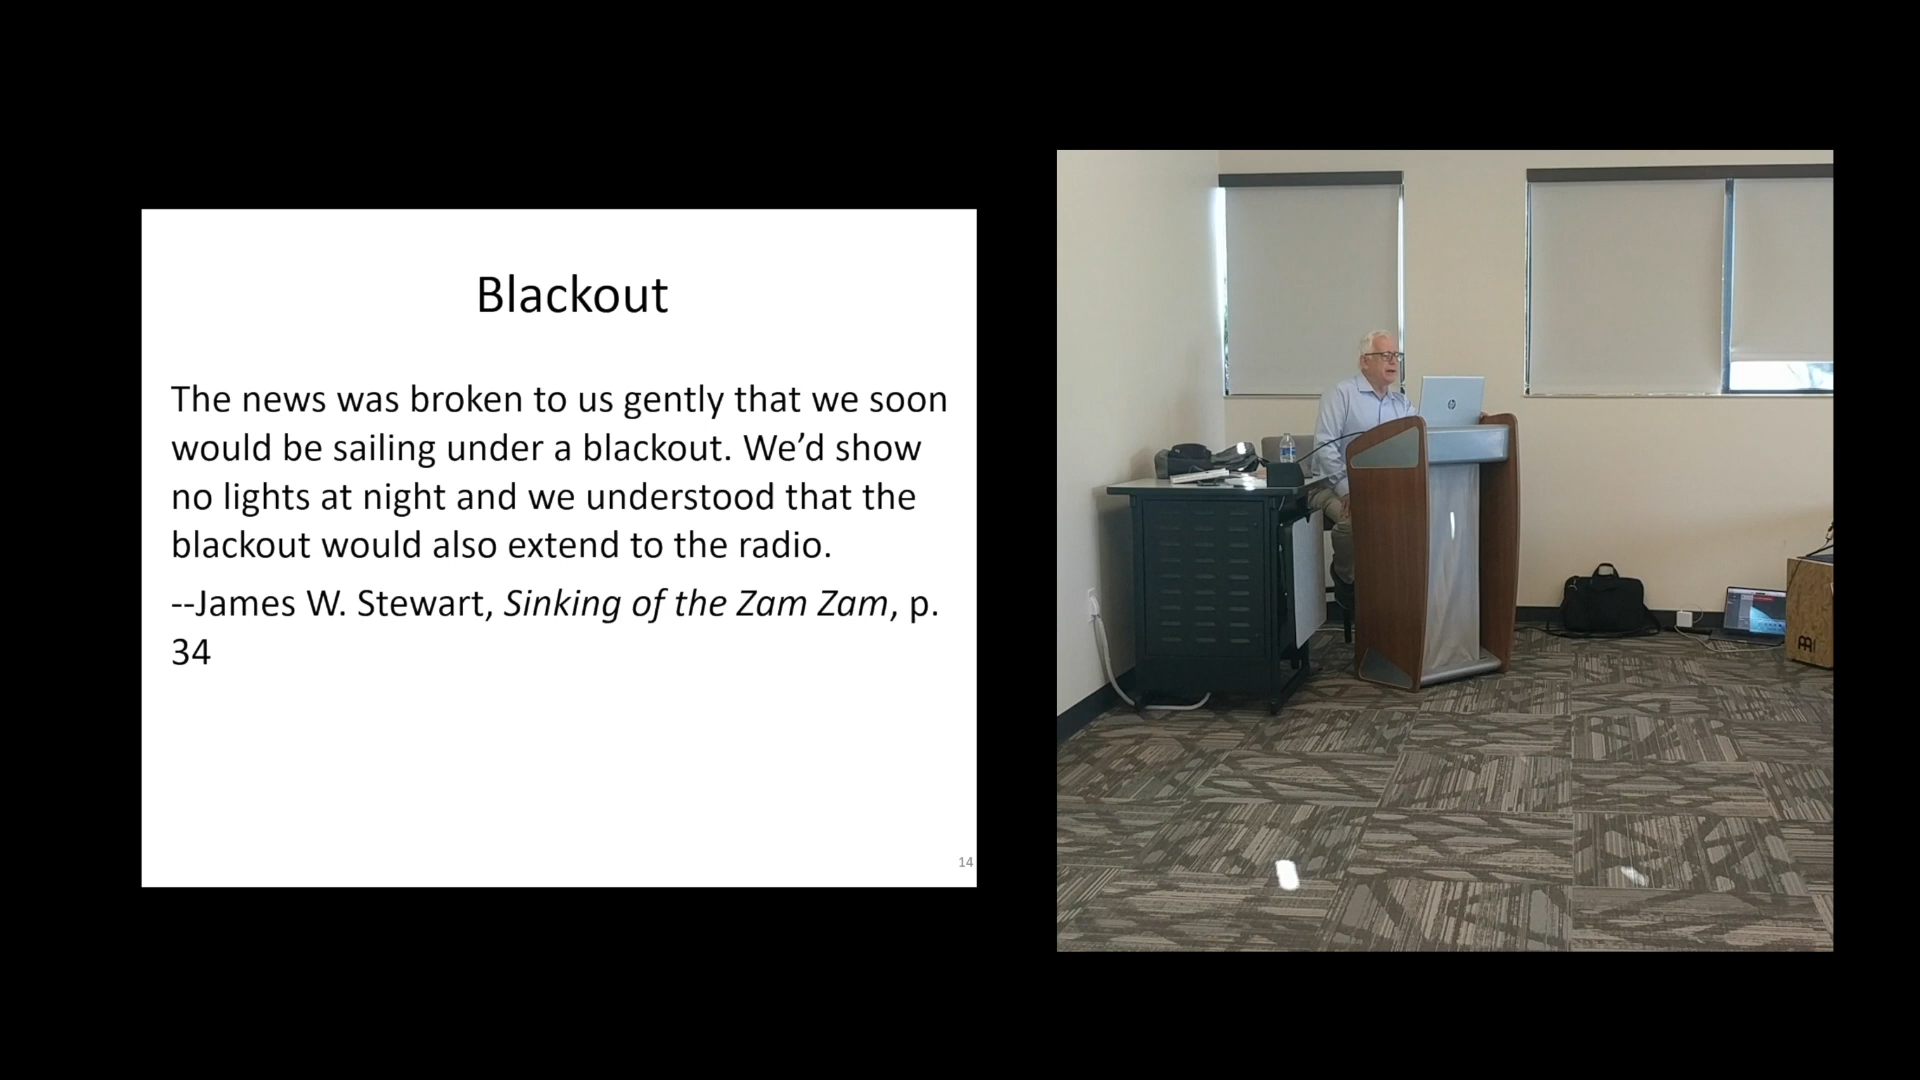 Blackout
The news was broken to us gently that we soon
would be sailing under a blackout. We’d show
no lights at night and we understood that the
blackout would also extend to the radio.
--James W. Stewart, Sinking of the Zam Zam, p.
34
14
hp